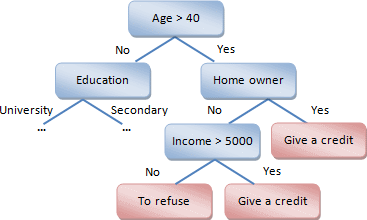 Age > 40
No
Yes
Education
Home owner
University
Secondary
No
Yes
...
...
Income > 5000
Give a credit
No
Yes
To refuse
Give a credit